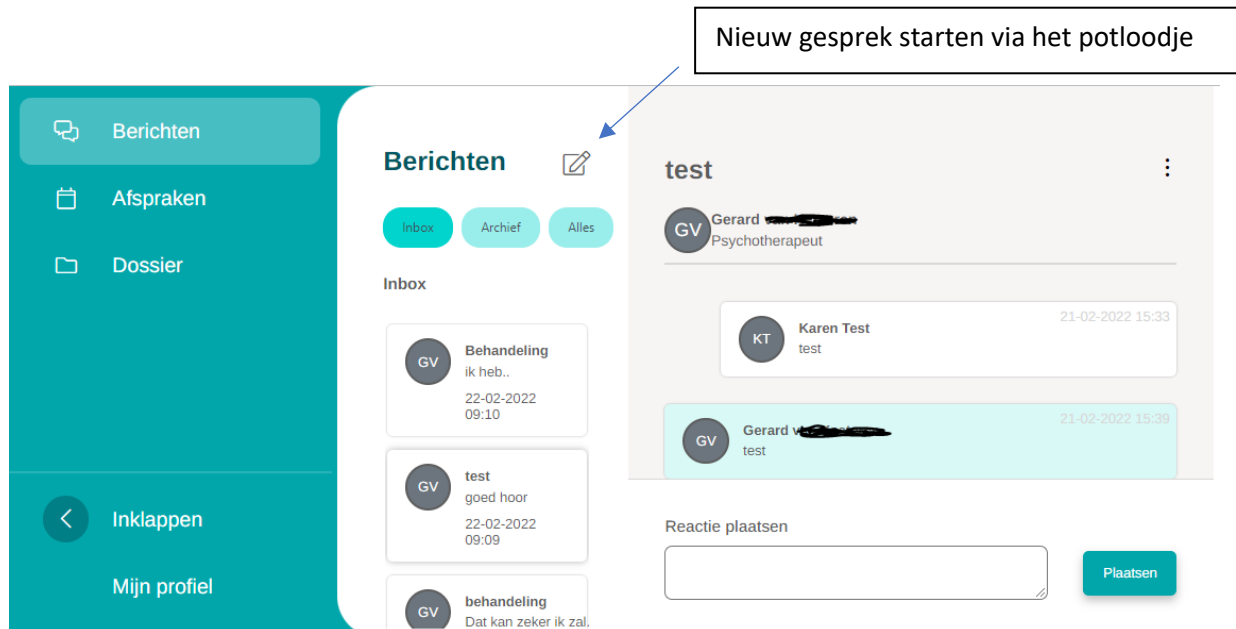 Nieuw gesprek starten via het potloodje
Berichten
Afspraken
Dossier
Inklappen
Mijn profiel
Berichten
Inbox Archief Alles
Inbox
GV
Behandeling
ik heb..
22-02-2022
09:10
GV
test
goed hoor
22-02-2022
09:09
GV
behandeling
Dat kan zeker ik zal,
test
GV
Gerard
Psychotherapeut
21-02-2022 15:33
KT
Karen Test
test
21-02-2022 15:39
GV
Gerard
test
Reactie plaatsen
Plaatsen